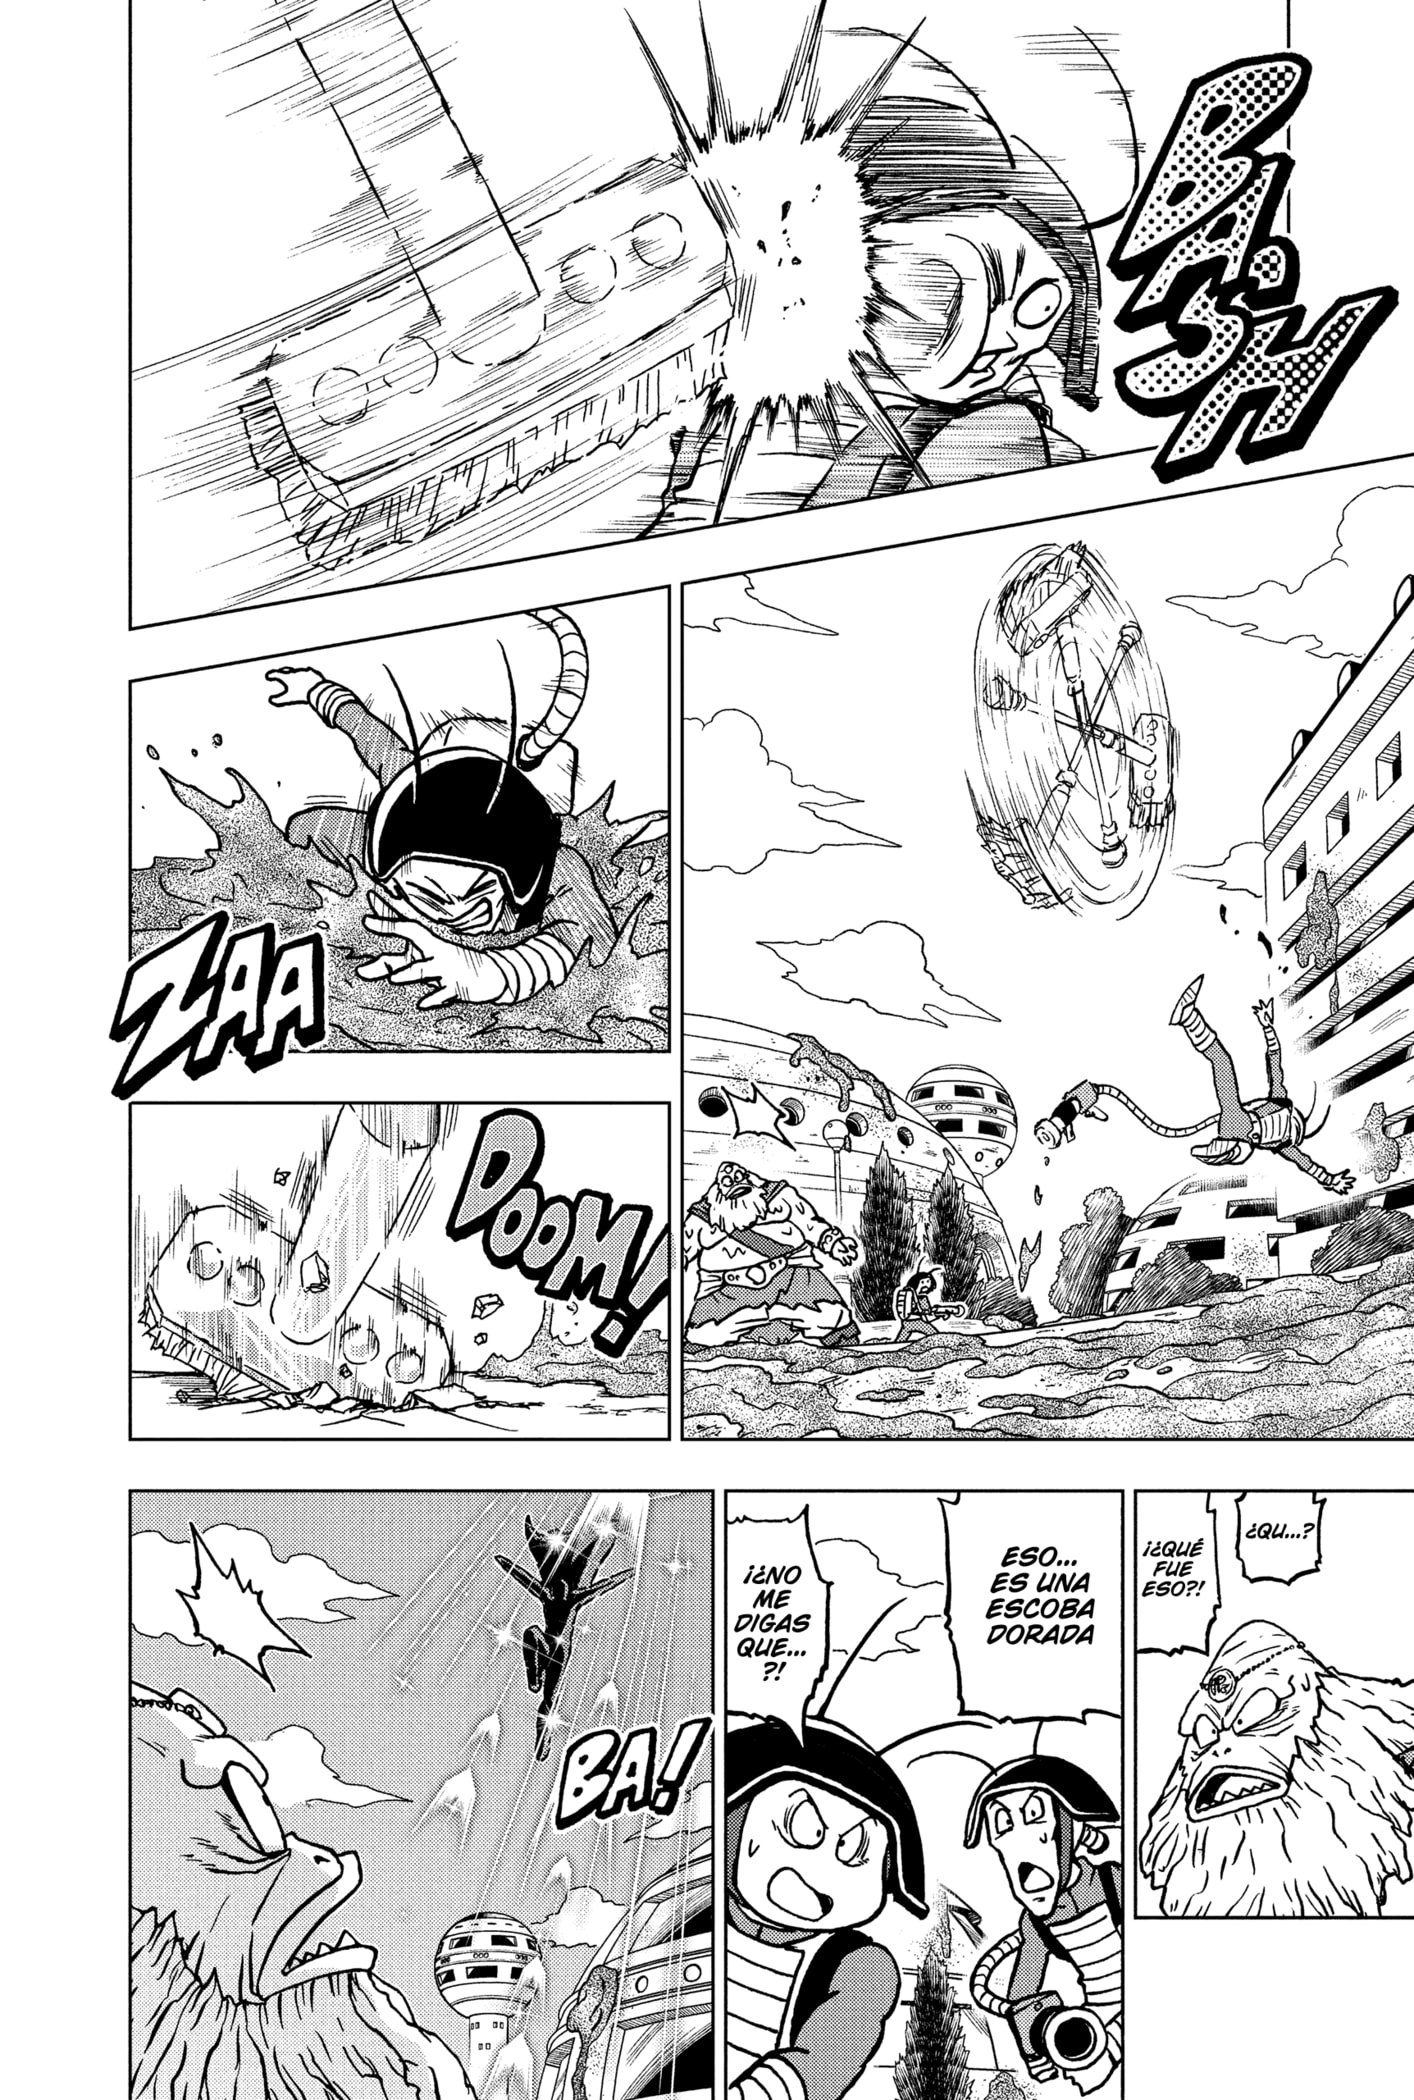 BASH
ZAA
DOOM!
¿QU...?
¡¿QUÉ
FUE
ESO?!
ESO...
ES UNA
ESCOBA
DORADA
¡¿NO
ME
DIGAS
QUE...
?!
BA!